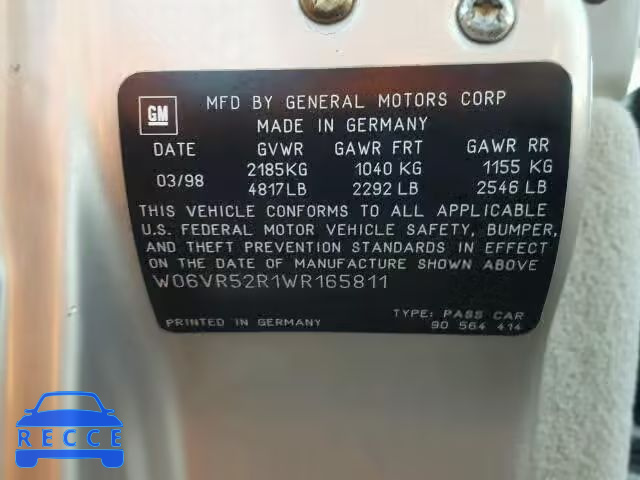 GM
MFD BY GENERAL MOTORS CORP
MADE IN GERMANY
DATE GVWR GAWR FRT GAWR RR
03/98 2185KG 1040 KG 1155 KG
4817LB 2292 LB 2546 LB
THIS VEHICLE CONFORMS TO ALL APPLICABLE
U.S. FEDERAL MOTOR VEHICLE SAFETY, BUMPER,
AND THEFT PREVENTION STANDARDS IN EFFECT
ON THE DATE OF MANUFACTURE SHOWN ABOVE
W06VR52R1WR165811
TYPE: PASS CAR
PRINTED IN GERMANY 90 564 414
RECCE